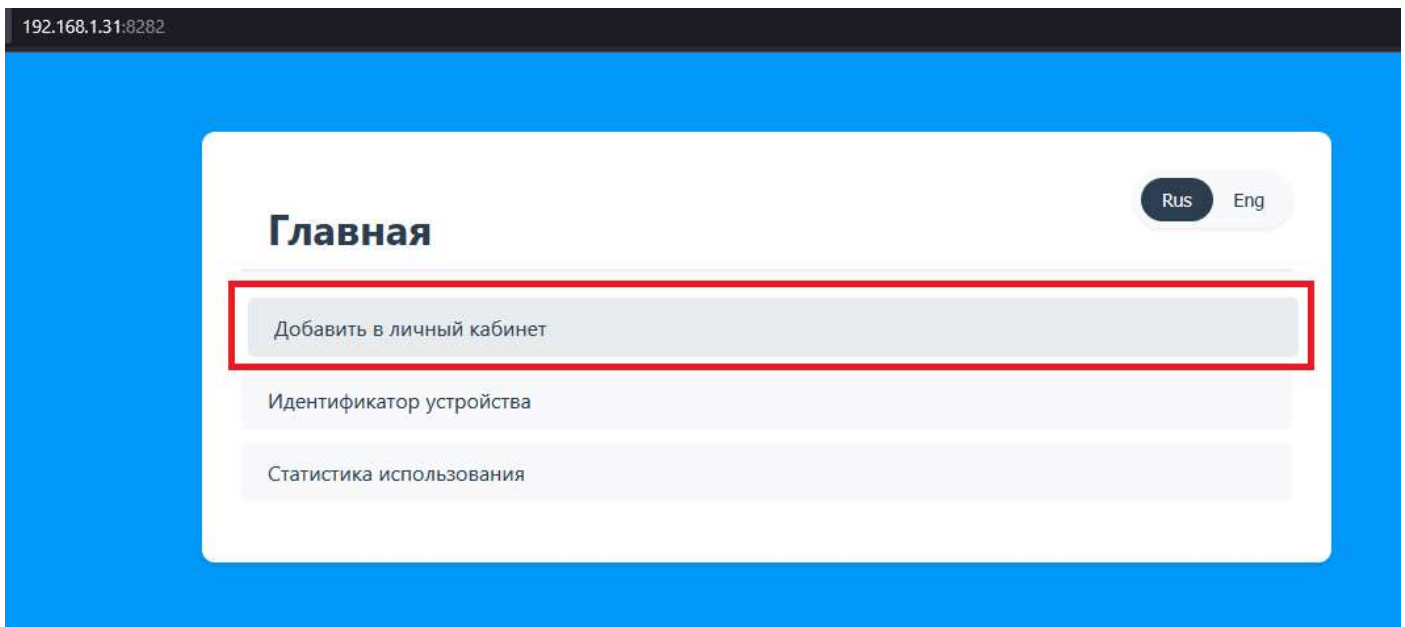 192.168.1.31:8282
Rus Eng
Главная
Добавить в личный кабинет
Идентификатор устройства
Статистика использования